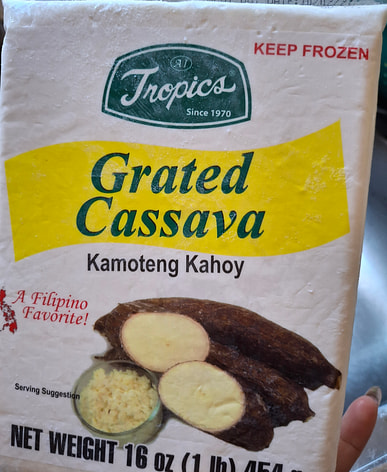 KEEP FROZEN
Tropics
Since 1970
Grated
Cassava
Kamoteng Kahoy
A Filipino
Favorite!
Serving Suggestion
NET WEIGHT 16 oz (1 lb) 454